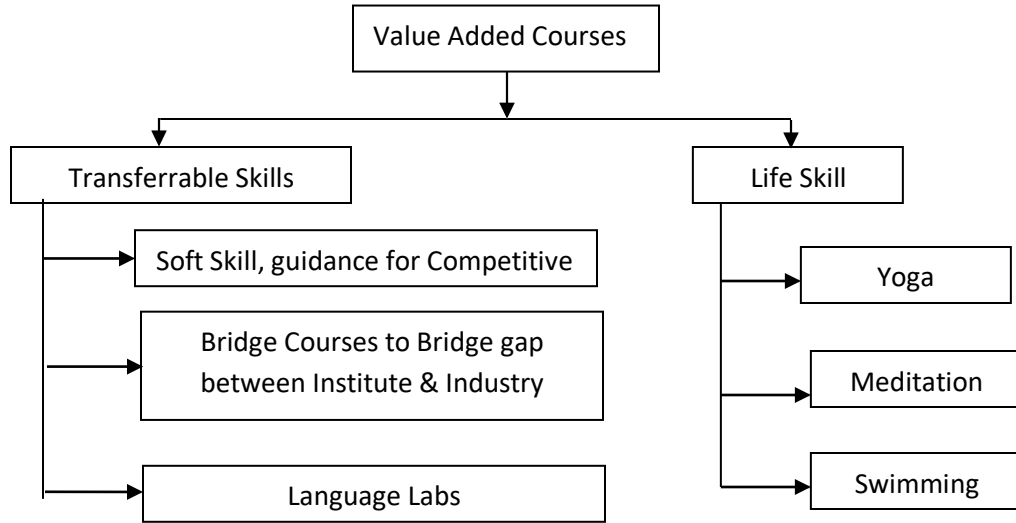 Value Added Courses
Transferrable Skills
Life Skill
Soft Skill, guidance for Competitive
Yoga
Bridge Courses to Bridge gap
between Institute & Industry
Meditation
Language Labs
Swimming